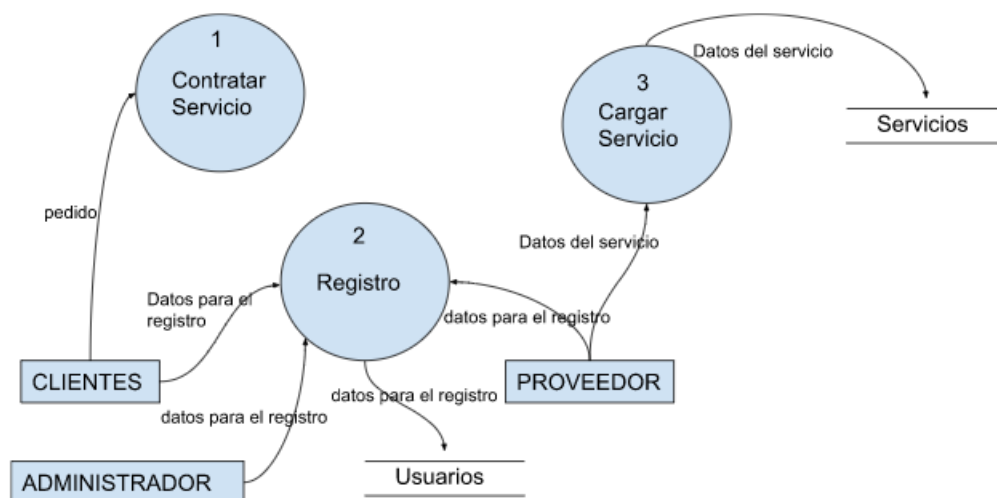 1
Contratar
Servicio
3
Cargar
Servicio
Datos del servicio
Servicios
pedido
2
Registro
Datos del servicio
Datos para el
registro
datos para el registro
CLIENTES
datos para el registro
datos para el registro
PROVEEDOR
ADMINISTRADOR
Usuarios